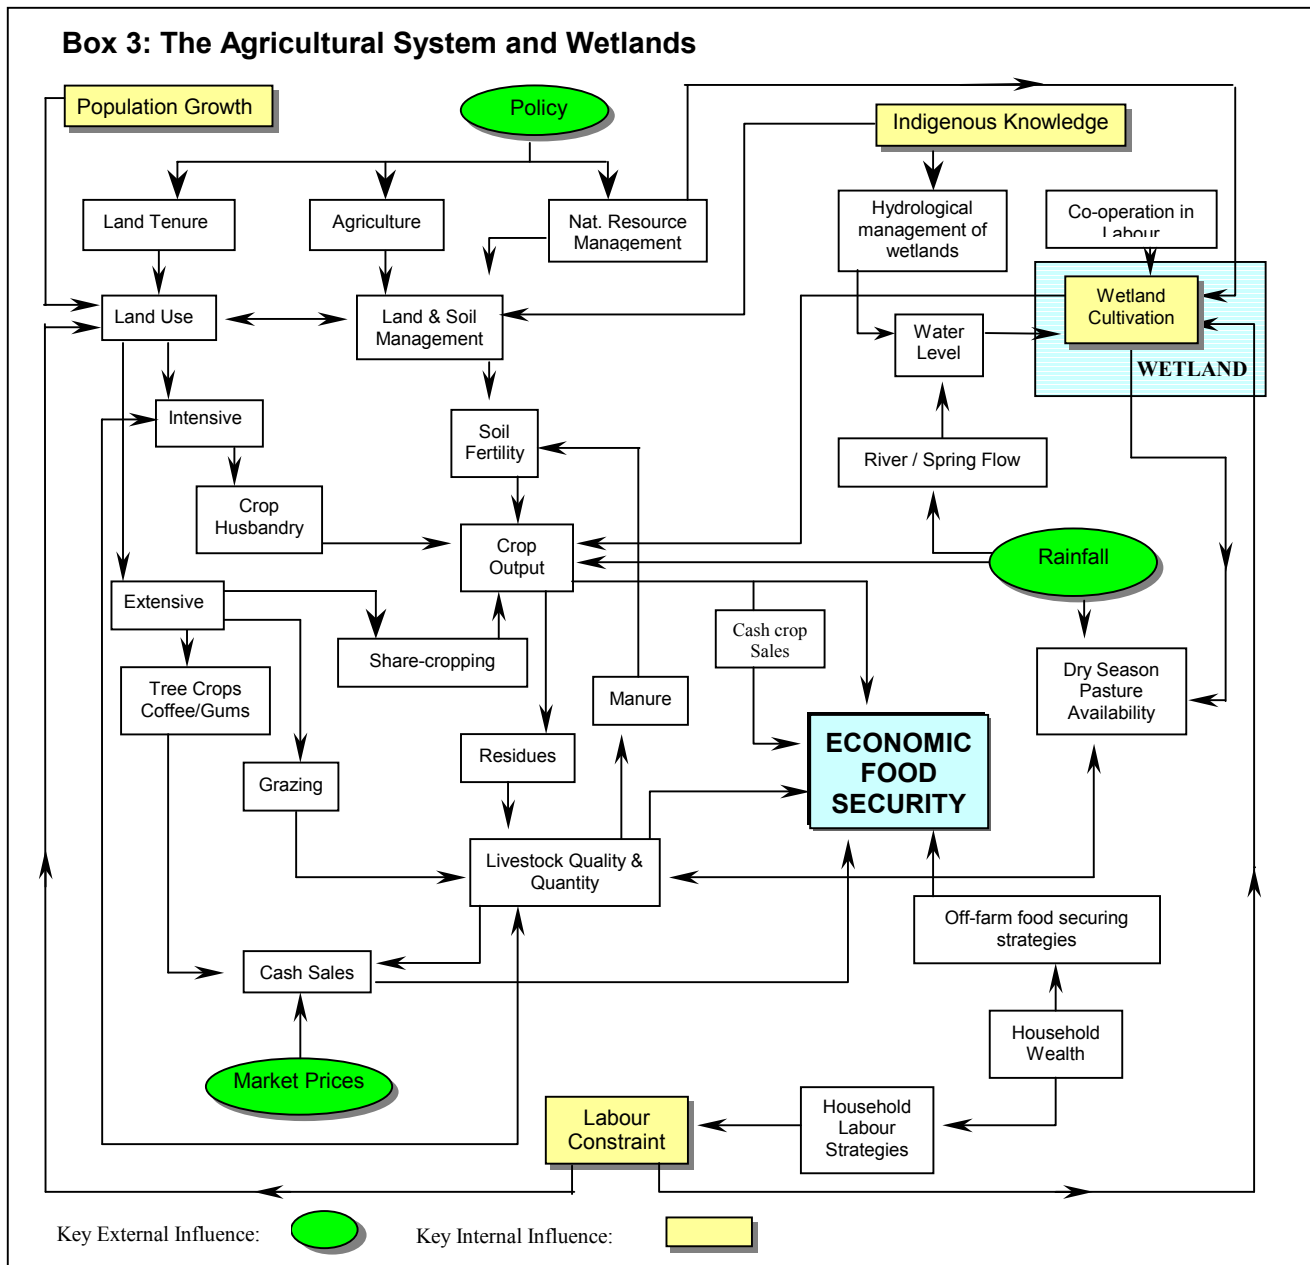 Box 3: The Agricultural System and Wetlands
Population Growth
Policy
Indigenous Knowledge
Land Tenure
Agriculture
Nat. Resource
Management
Hydrological
management of
wetlands
Co-operation in
Labour
Land Use
Land & Soil
Management
Water
Level
Wetland
Cultivation
WETLAND
Intensive
Soil
Fertility
River / Spring Flow
Crop
Husbandry
Crop
Output
Rainfall
Extensive
Share-cropping
Cash crop
Sales
Dry Season
Pasture
Availability
Tree Crops
Coffee/Gums
Manure
Residues
ECONOMIC
FOOD
SECURITY
Grazing
Livestock Quality &
Quantity
Off-farm food securing
strategies
Cash Sales
Household
Wealth
Market Prices
Labour
Constraint
Household
Labour
Strategies
Key External Influence:
Key Internal Influence: